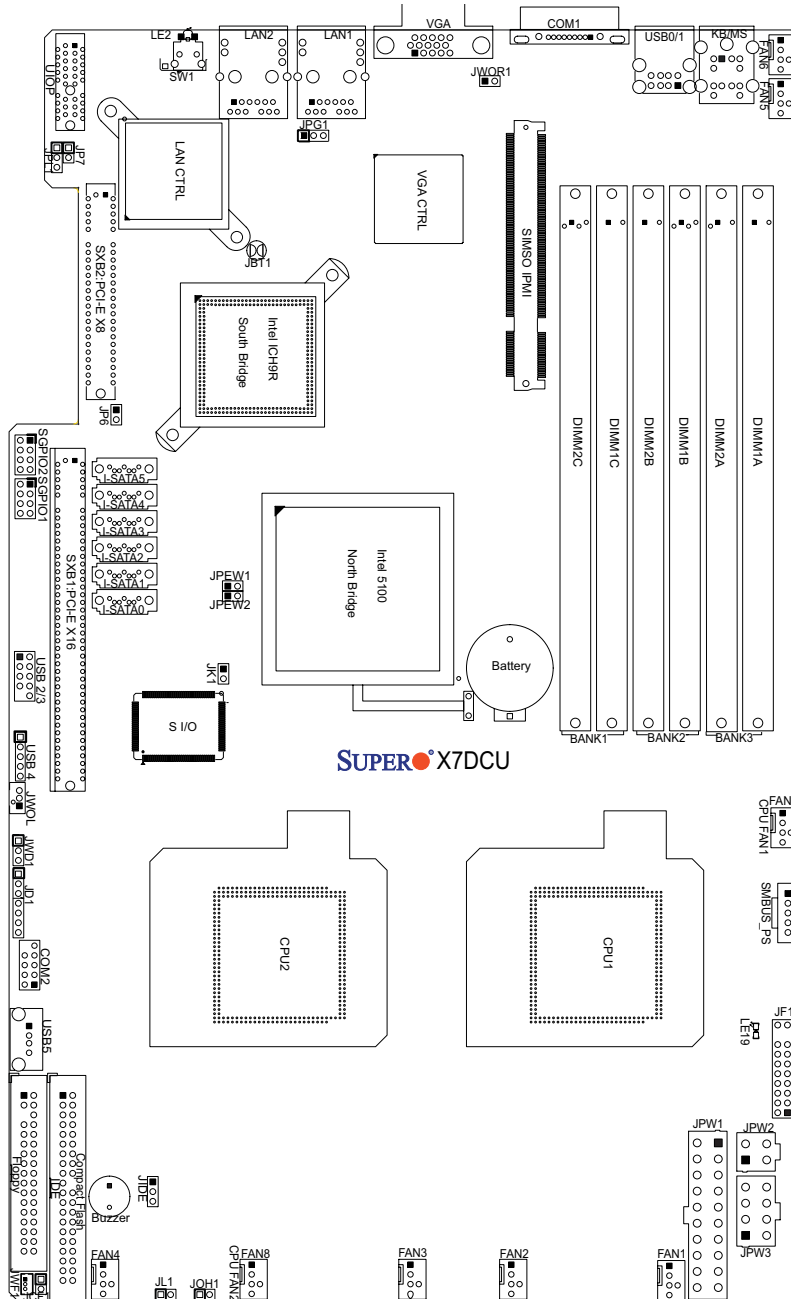 LE2
LAN2
LAN1
VGA
COM1
USB0/1
KB/MS
FAN6
UIOP
SW1
JWOR1
FAN5
JPG1
JPL1
JP7
LAN CTRL
VGA CTRL
SIMSO IPMI
JBT1
SXB2:PCI-E X8
Intel ICH9R
South Bridge
JP6
DIMM2C
DIMM1C
DIMM2B
DIMM1B
DIMM2A
DIMM1A
SGPIO2
SGPIO1
I-SATA5
I-SATA4
I-SATA3
I-SATA2
I-SATA1
I-SATA0
SXB1:PCI-E X16
Intel 5100
North Bridge
JPEW1
JPEW2
USB 2/3
JK1
Battery
S I/O
USB 4
BANK1
BANK2
BANK3
SUPER X7DCU
JWOL
CPU FAN1
JWD1
JD1
SMBUS_PS
CPU2
CPU1
COM2
USB5
LE19
JF1
JPW1
JPW2
Floppy
IDE
Compact Flash
JIDE
Buzzer
JPW3
FAN4
CPU FAN2
FAN8
FAN3
FAN2
FAN1
JL1
JOH1